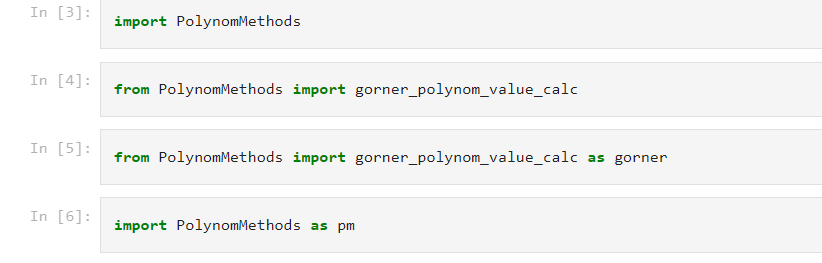 In [3]:
import PolynomMethods
In [4]:
from PolynomMethods import gorner_polynom_value_calc
In [5]:
from PolynomMethods import gorner_polynom_value_calc as gorner
In [6]:
import PolynomMethods as pm